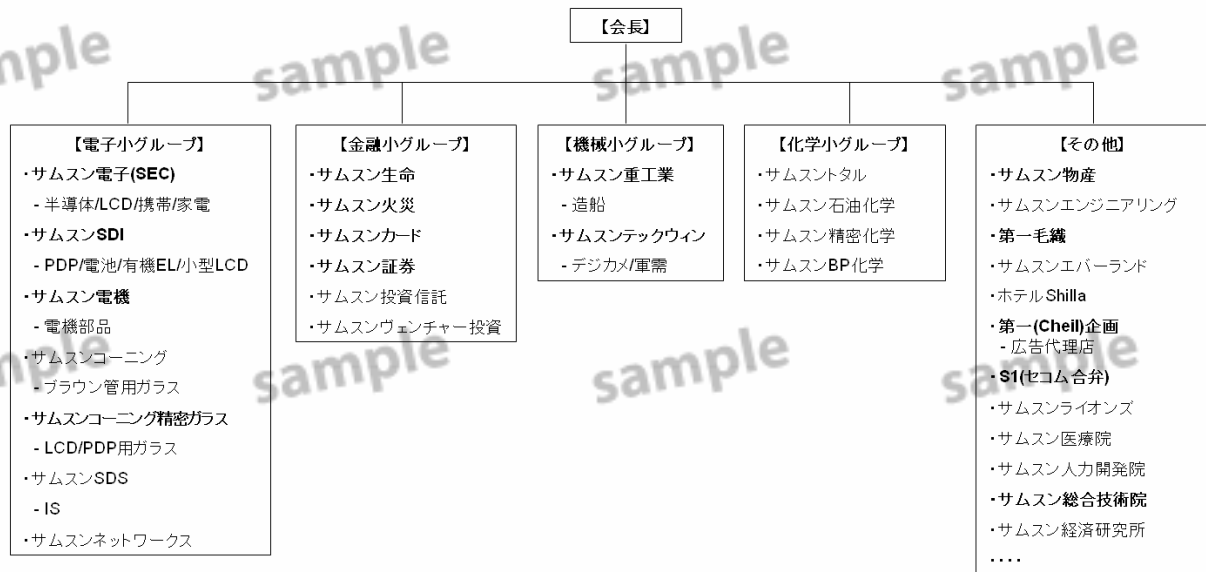 【会長】
【電子小グループ】
・サムスン電子(SEC)
- 半導体/LCD/携帯/家電
・サムスンSDI
- PDP/電池/有機EL/小型LCD
・サムスン電機
- 電機部品
・サムスンコーニング
- ブラウン管用ガラス
・サムスンコーニング精密ガラス
- LCD/PDP用ガラス
・サムスンSDS
- IS
・サムスンネットワークス
【金融小グループ】
・サムスン生命
・サムスン火災
・サムスンカード
・サムスン証券
・サムスン投資信託
・サムスンヴェンチャー投資
【機械小グループ】
・サムスン重工業
- 造船
・サムスンテックウィン
- デジカメ/軍需
【化学小グループ】
・サムスントタル
・サムスン石油化学
・サムスン精密化学
・サムスンBP化学
【その他】
・サムスン物産
・サムスンエンジニアリング
・第一毛織
・サムスンエバーランド
・ホテルShilla
・第一(Cheil)企画
- 広告代理店
・S1(セコム合弁)
・サムスンライオンズ
・サムスン医療院
・サムスン人力開発院
・サムスン総合技術院
・サムスン経済研究所
・・・・
sample
sample
sample
sample
sample
sample
sample
sample